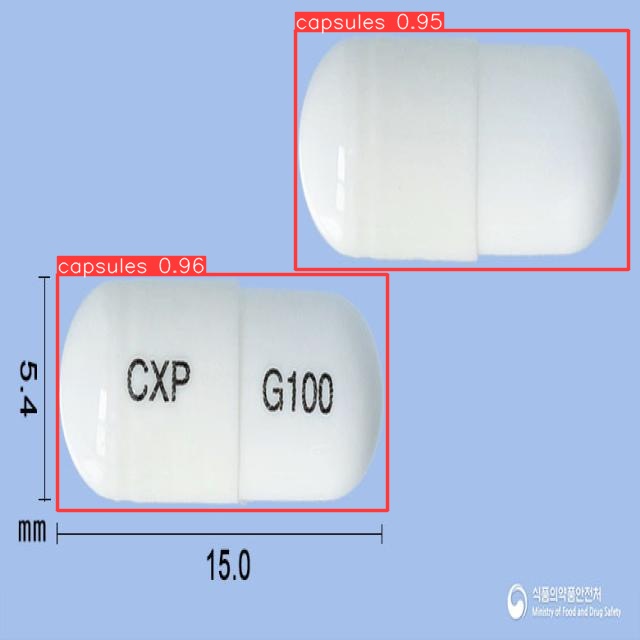 capsules 0.95
capsules 0.96
CXP G100
5.4
mm
15.0
식품의약품안전처
Ministry of Food and Drug Safety